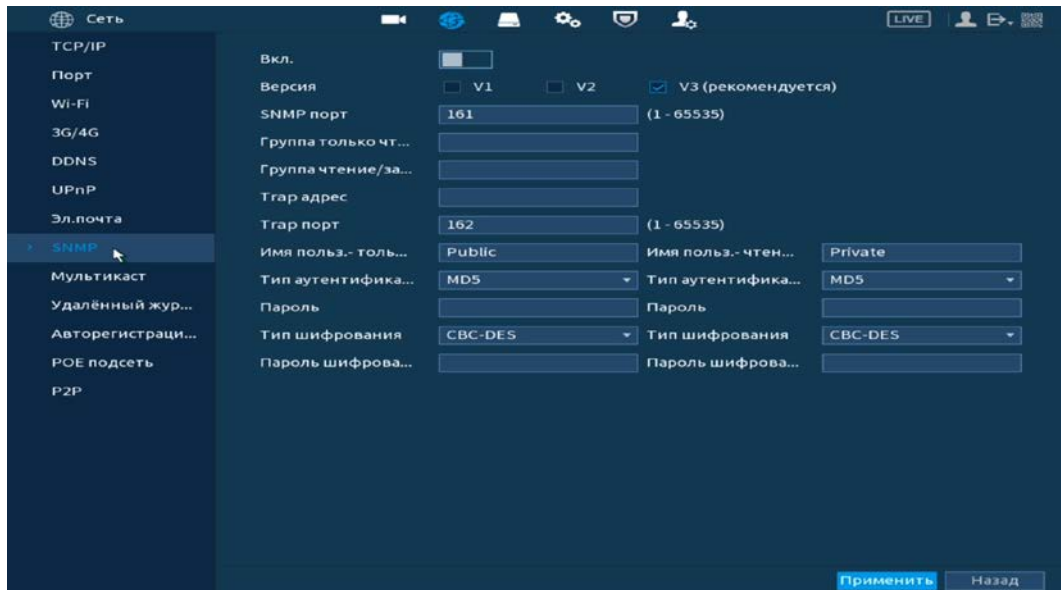 Сеть LIVE
TCP/IP
Порт
Wi-Fi
3G/4G
DDNS
UPnP
Эл.почта
SNMP
Мультикаст
Удалённый жур...
Авторегистраци...
POE подсеть
P2P
Вкл.
Версия V1 V2 V3 (рекомендуется)
SNMP порт 161 (1 - 65535)
Группа только чт...
Группа чтение/за...
Trap адрес
Trap порт 162 (1 - 65535)
Имя польз.- толь... Public Имя польз.- чтен... Private
Тип аутентифика... MD5 Тип аутентифика... MD5
Пароль Пароль
Тип шифрования CBC-DES Тип шифрования CBC-DES
Пароль шифрова... Пароль шифрова...
Применить Назад